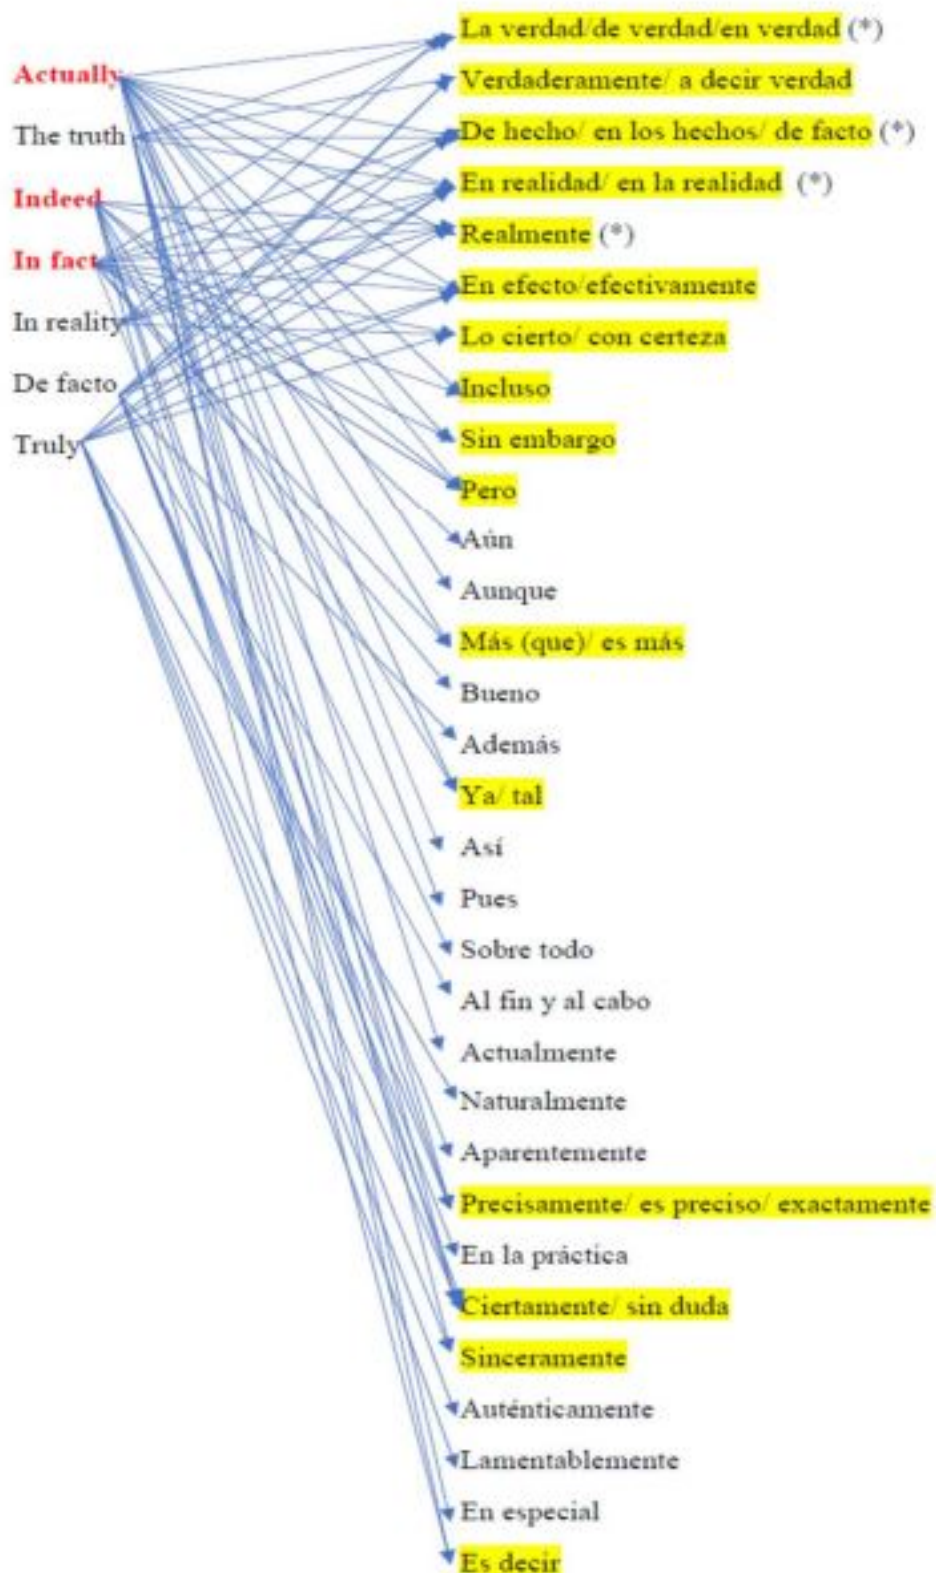 Actually
The truth
Indeed
In fact
In reality
De facto
Truly
La verdad/de verdad/en verdad (*)
Verdaderamente/ a decir verdad
De hecho/ en los hechos/ de facto (*)
En realidad/ en la realidad (*)
Realmente (*)
En efecto/efectivamente
Lo cierto/ con certeza
Incluso
Sin embargo
Pero
Aún
Aunque
Más (que)/ es más
Bueno
Además
Ya/ tal
Así
Pues
Sobre todo
Al fin y al cabo
Actualmente
Naturalmente
Aparentemente
Precisamente/ es preciso/ exactamente
En la práctica
Ciertamente/ sin duda
Sinceramente
Auténticamente
Lamentablemente
En especial
Es decir